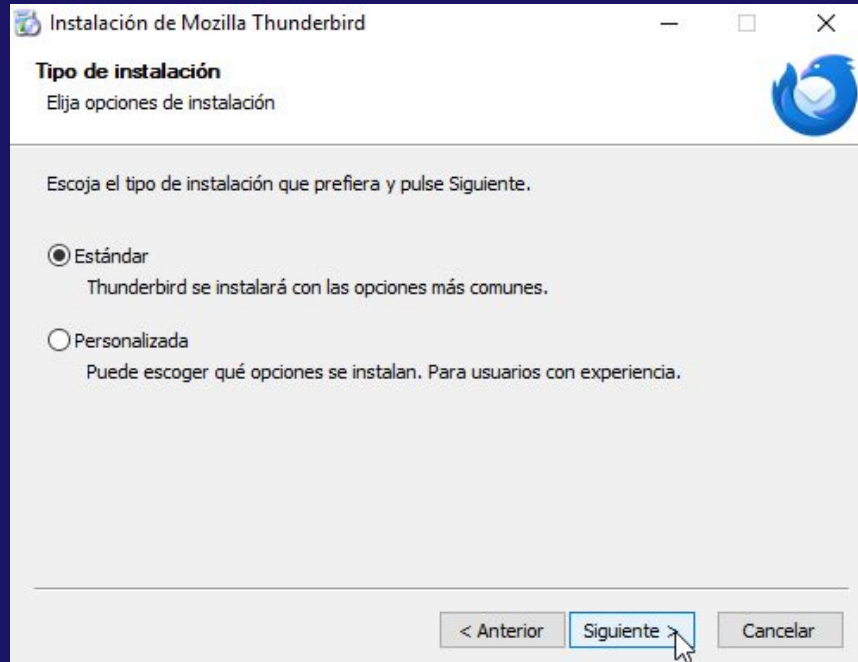 Instalación de Mozilla Thunderbird
Tipo de instalación
Elija opciones de instalación
Escoja el tipo de instalación que prefiera y pulse Siguiente.
Estándar
Thunderbird se instalará con las opciones más comunes.
Personalizada
Puede escoger qué opciones se instalan. Para usuarios con experiencia.
< Anterior Siguiente > Cancelar